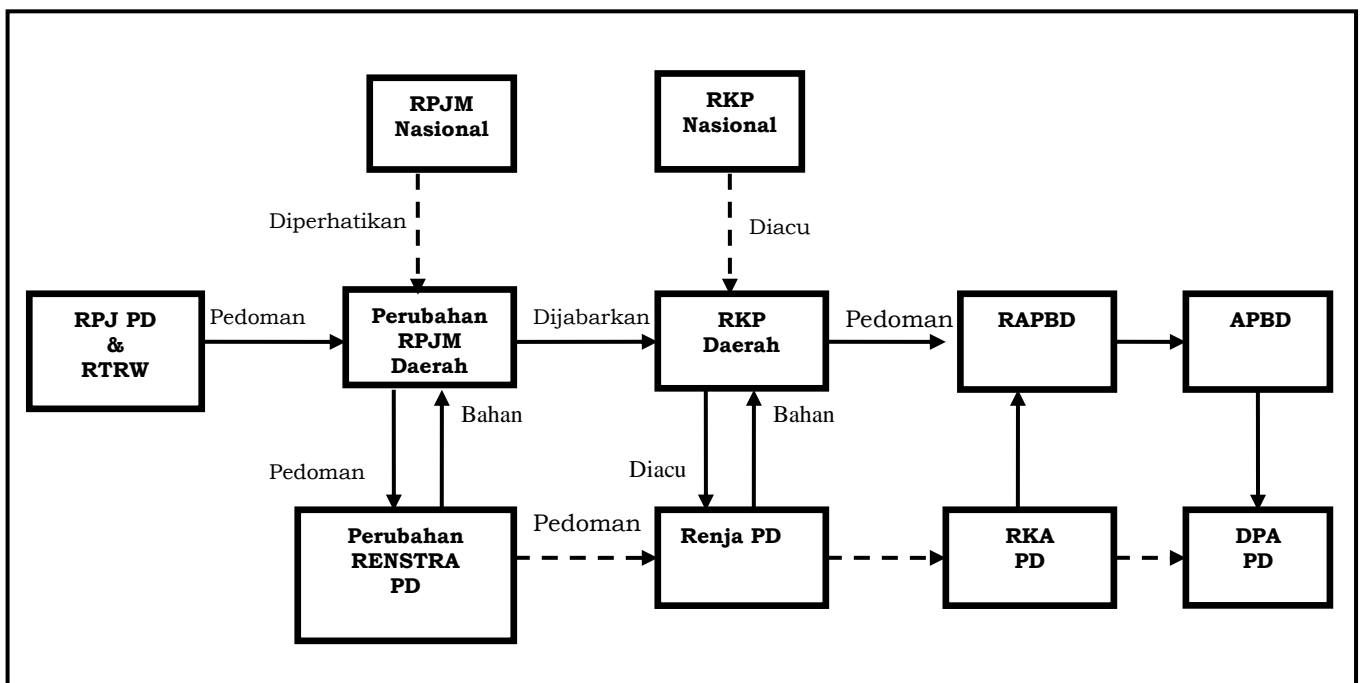 RPJM
Nasional
RKP
Nasional
Diperhatikan
Diacu
RPJ PD
&
RTRW
Pedoman
Perubahan
RPJM
Daerah
Dijabarkan
RKP
Daerah
Pedoman
RAPBD
APBD
Bahan
Bahan
Pedoman
Diacu
Perubahan
RENSTRA
PD
Pedoman
Renja PD
RKA
PD
DPA
PD